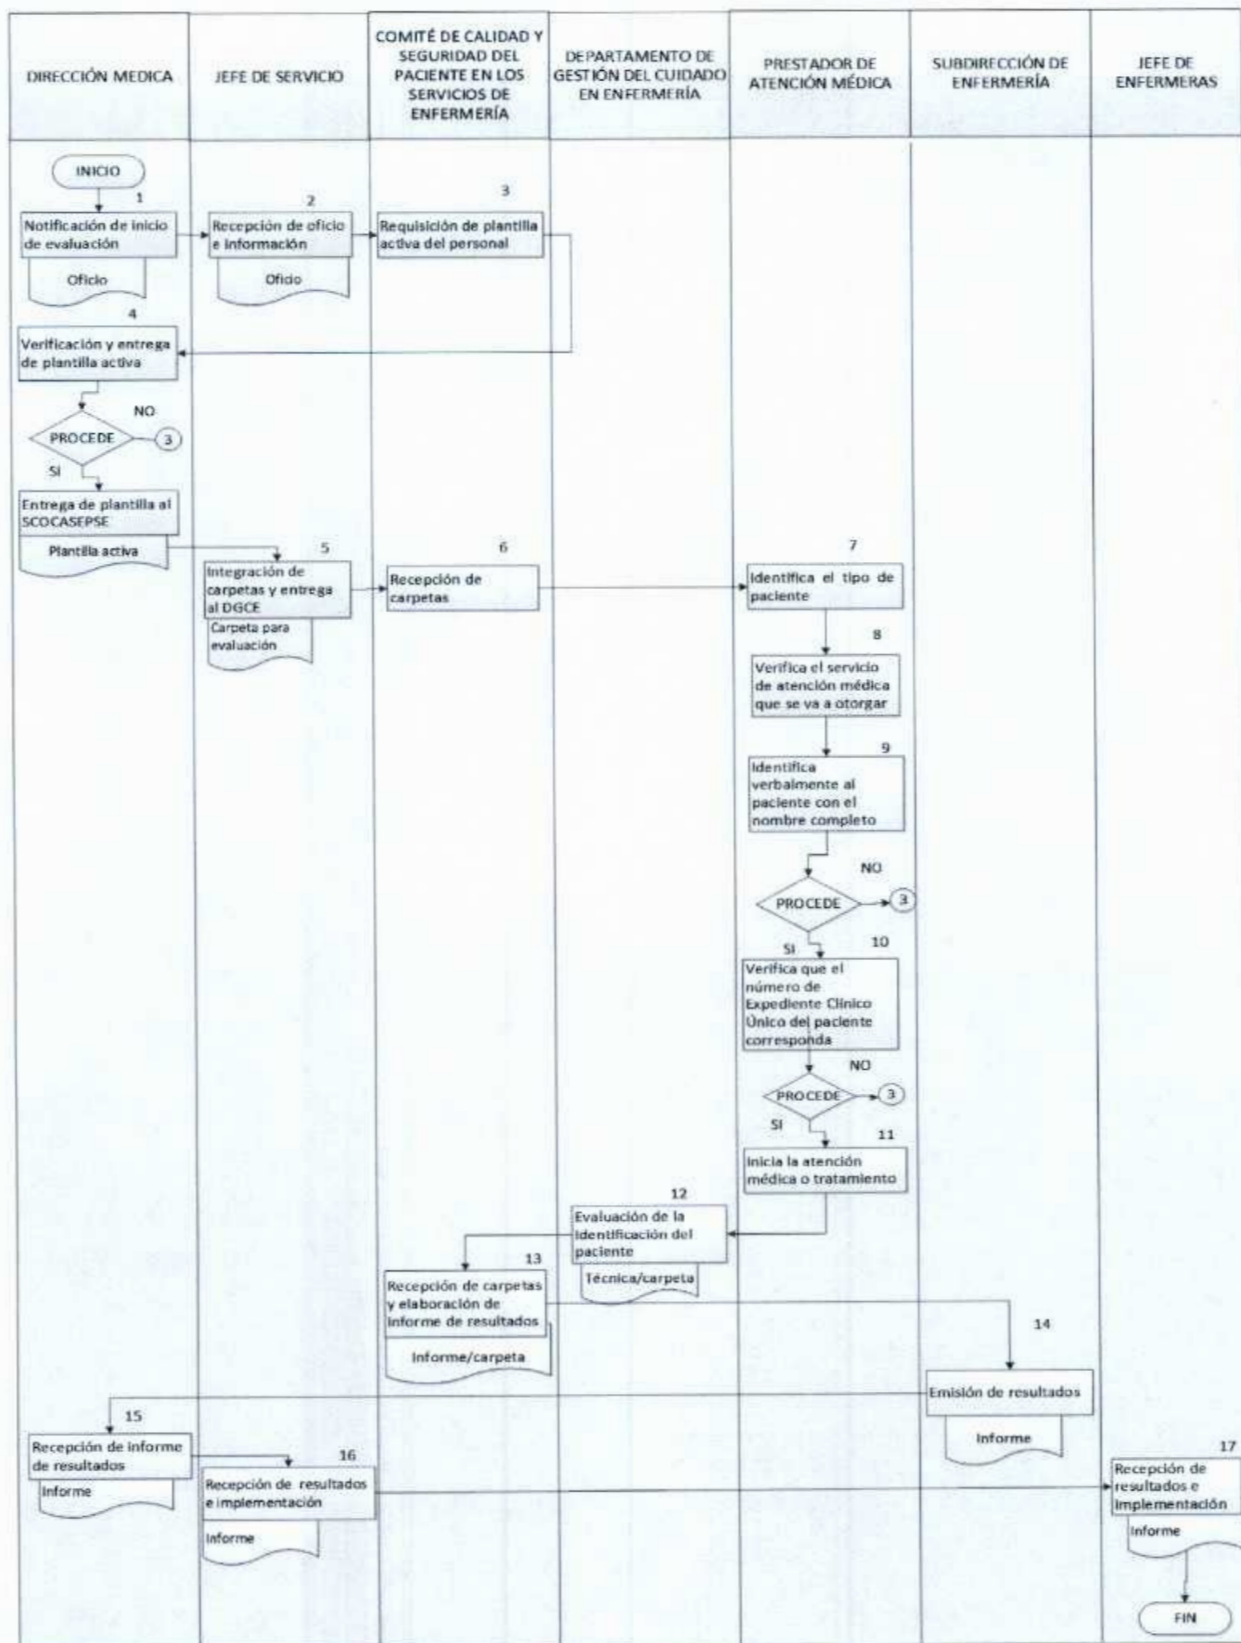 DIRECCIÓN MEDICA
JEFE DE SERVICIO
COMITÉ DE CALIDAD Y
SEGURIDAD DEL
PACIENTE EN LOS
SERVICIOS DE
ENFERMERÍA
DEPARTAMENTO DE
GESTIÓN DEL CUIDADO
EN ENFERMERÍA
PRESTADOR DE
ATENCIÓN MÉDICA
SUBDIRECCIÓN DE
ENFERMERÍA
JEFE DE
ENFERMERAS
INICIO
1
Notificación de inicio
de evaluación
Oficio
2
Recepción de oficio
e información
Oficio
3
Requisición de plantilla
activa del personal
4
Verificación y entrega
de plantilla activa
NO
PROCEDE
3
SI
Entrega de plantilla al
SCOCASEPSE
Plantilla activa
5
Integración de
carpetas y entrega
al DGCE
Carpeta para
evaluación
6
Recepción de
carpetas
7
Identifica el tipo de
paciente
8
Verifica el servicio
de atención médica
que se va a otorgar
9
Identifica
verbalmente al
paciente con el
nombre completo
NO
PROCEDE
3
SI
10
Verifica que el
número de
Expediente Clínico
Único del paciente
corresponda
NO
PROCEDE
3
SI
11
Inicia la atención
médica o tratamiento
12
Evaluación de la
identificación del
paciente
Técnica/carpeta
13
Recepción de carpetas
y elaboración de
informe de resultados
Informe/carpeta
14
Emisión de resultados
Informe
15
Recepción de informe
de resultados
Informe
16
Recepción de resultados
e implementación
Informe
17
Recepción de
resultados e
implementación
Informe
FIN